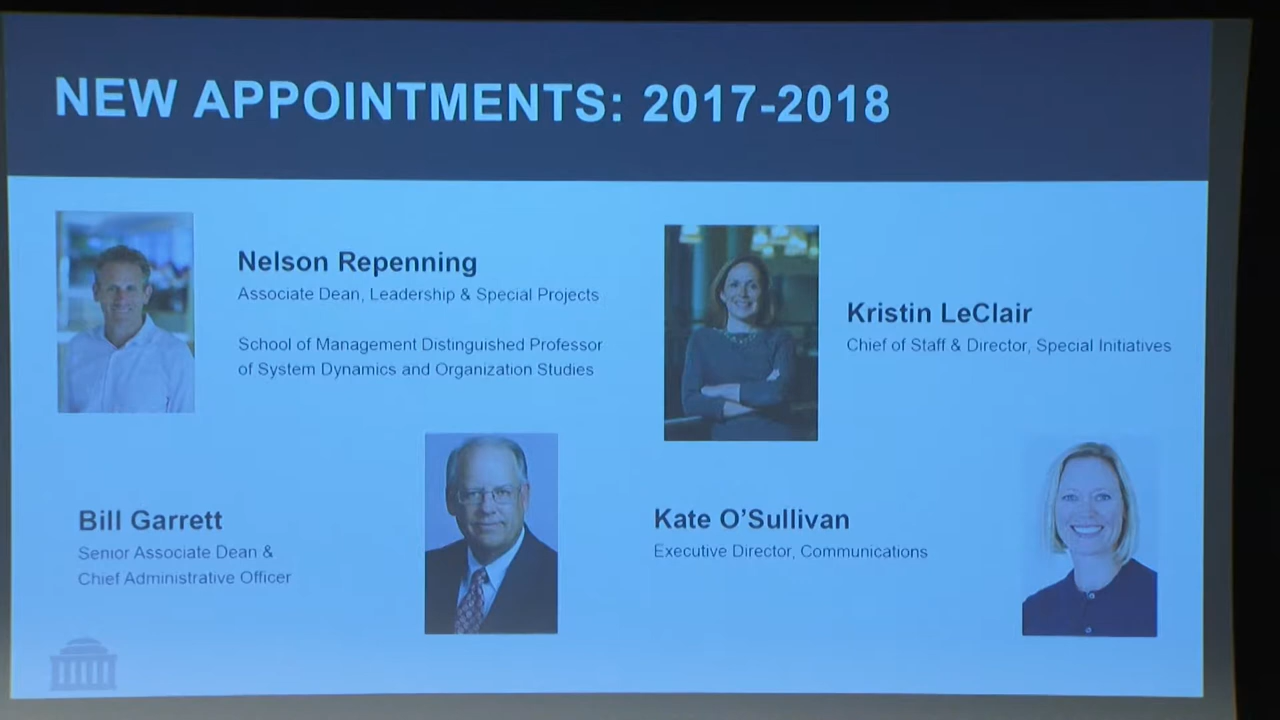 NEW APPOINTMENTS: 2017-2018
Nelson Repenning
Associate Dean, Leadership & Special Projects
School of Management Distinguished Professor
of System Dynamics and Organization Studies
Kristin LeClair
Chief of Staff & Director, Special Initiatives
Bill Garrett
Senior Associate Dean &
Chief Administrative Officer
Kate O’Sullivan
Executive Director, Communications